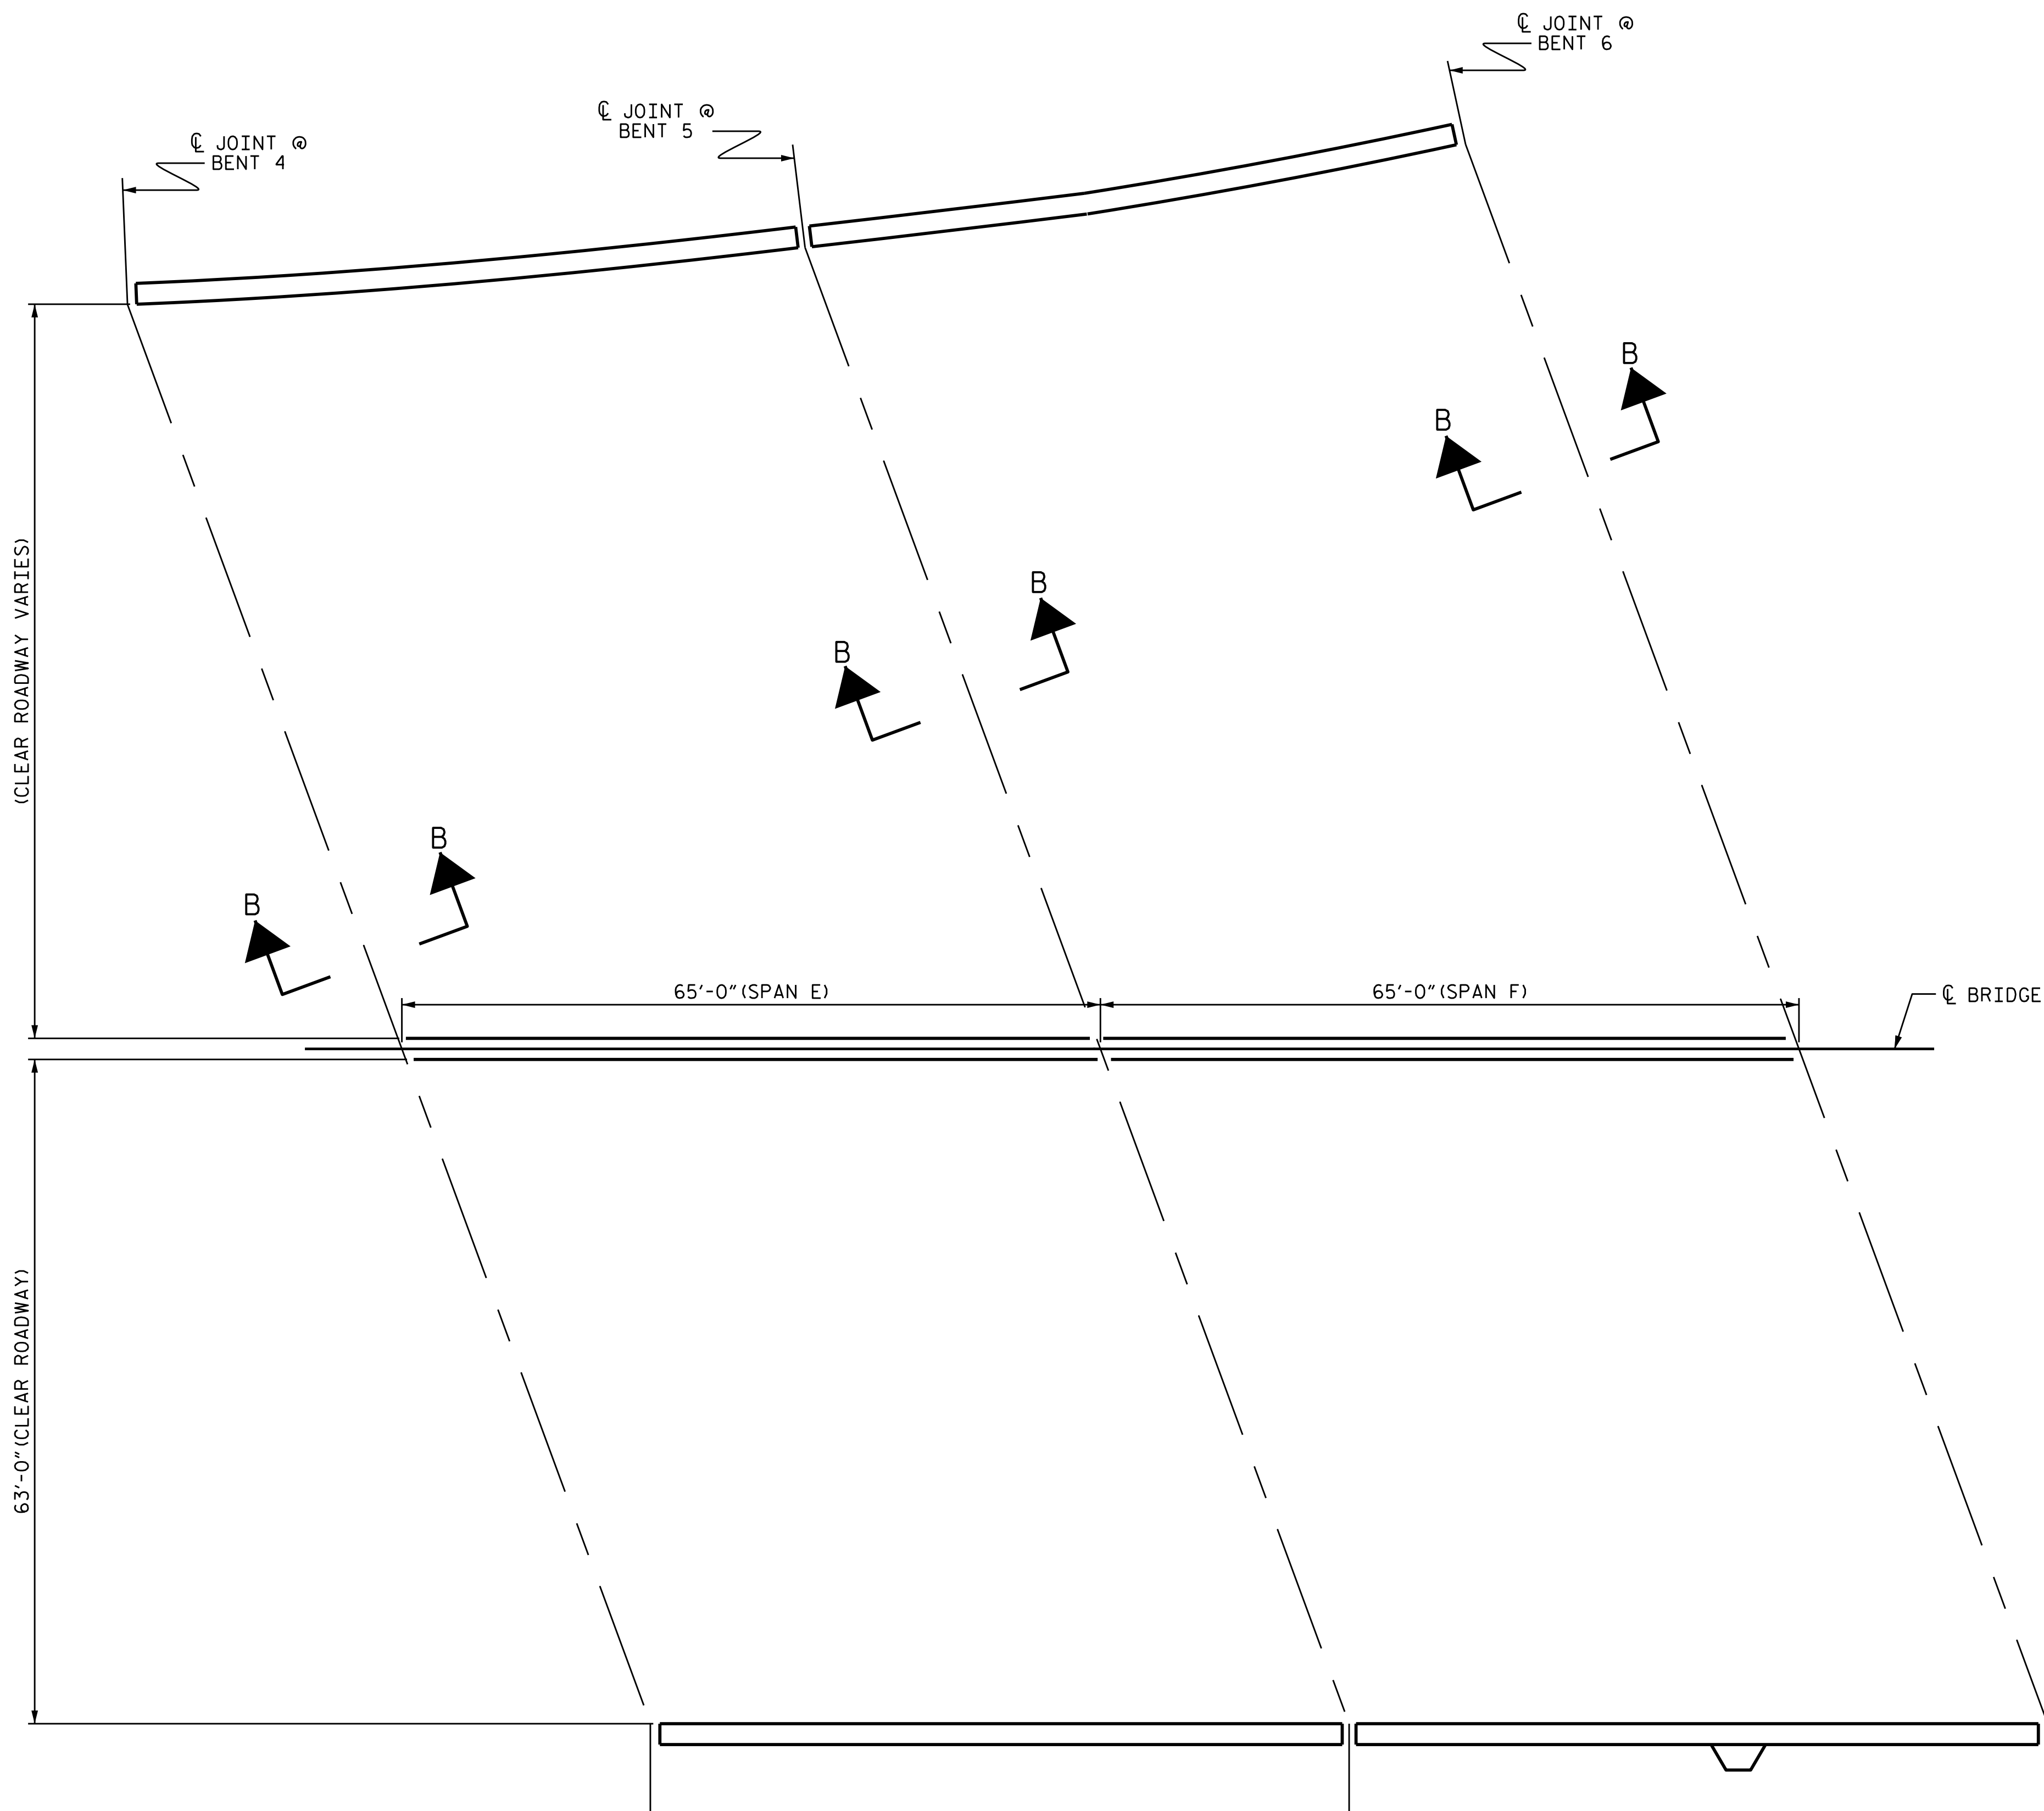 ℄ JOINT @
BENT 6
℄ JOINT @
BENT 5
℄ JOINT @
BENT 4
B
B
B
B
B
B
(CLEAR ROADWAY VARIES)
65'-0"(SPAN E)
65'-0"(SPAN F)
℄ BRIDGE
63'-0"(CLEAR ROADWAY)